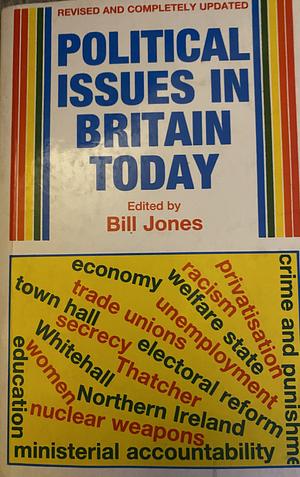 REVISED AND COMPLETELY UPDATED
POLITICAL
ISSUES IN
BRITAIN
TODAY
Edited by
Bill Jones
economy
welfare state
racism
privatisation
crime and punishme
town hall
trade unions
unemployment
secrecy
electoral reform
Whitehall
Thatcher
education
women
Northern Ireland
nuclear weapons
ministerial accountability